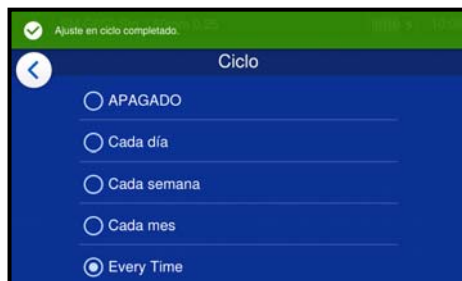 Ajuste en ciclo completado.
Ciclo
APAGADO
Cada día
Cada semana
Cada mes
Every Time